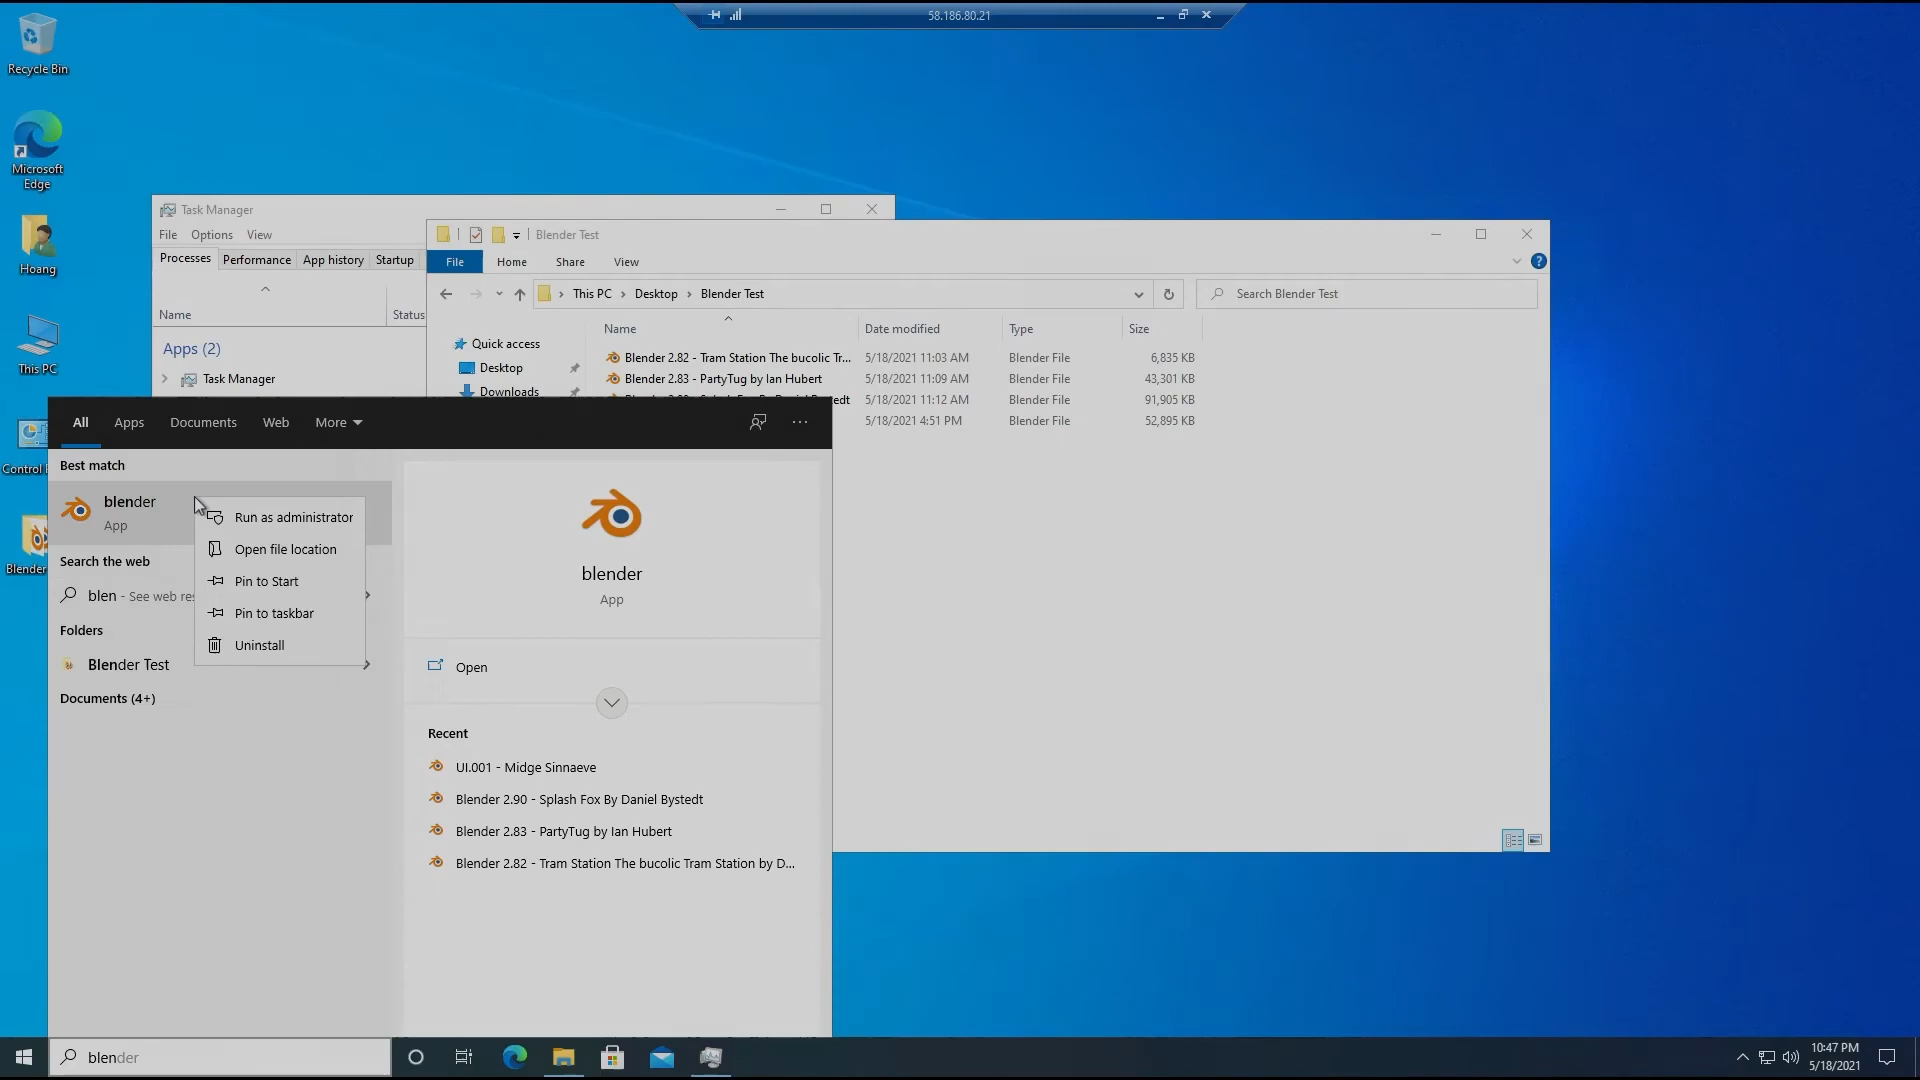 58.186.80.21
Recycle Bin
Microsoft
Edge
Hoang
This PC
Control
Blender
Task Manager
File Options View
Processes Performance App history Startup
Name Status
Apps (2)
Task Manager
Blender Test
File Home Share View
This PC Desktop Blender Test
Search Blender Test
Name Date modified Type Size
Quick access
Desktop
Downloads
Blender 2.82 - Tram Station The bucolic Tr... 5/18/2021 11:03 AM Blender File 6,835 KB
Blender 2.83 - PartyTug by Ian Hubert 5/18/2021 11:09 AM Blender File 43,301 KB
5/18/2021 11:12 AM Blender File 91,905 KB
5/18/2021 4:51 PM Blender File 52,895 KB
All Apps Documents Web More
Best match
blender
App
Search the web
blen - See web res
Folders
Blender Test
Documents (4+)
Run as administrator
Open file location
Pin to Start
Pin to taskbar
Uninstall
blender
App
Open
Recent
UI.001 - Midge Sinnaeve
Blender 2.90 - Splash Fox By Daniel Bystedt
Blender 2.83 - PartyTug by Ian Hubert
Blender 2.82 - Tram Station The bucolic Tram Station by D...
blender
10:47 PM
5/18/2021